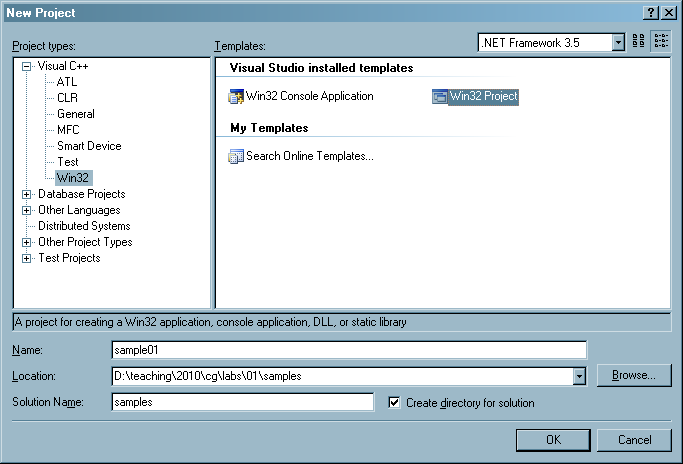 New Project
Project types:
Templates:
.NET Framework 3.5
Visual C++
ATL
CLR
General
MFC
Smart Device
Test
Win32
Database Projects
Other Languages
Distributed Systems
Other Project Types
Test Projects
Visual Studio installed templates
Win32 Console Application
Win32 Project
My Templates
Search Online Templates...
A project for creating a Win32 application, console application, DLL, or static library
Name:
sample01
Location:
D:\teaching\2010\cg\labs\01\samples
Browse...
Solution Name:
samples
Create directory for solution
OK
Cancel